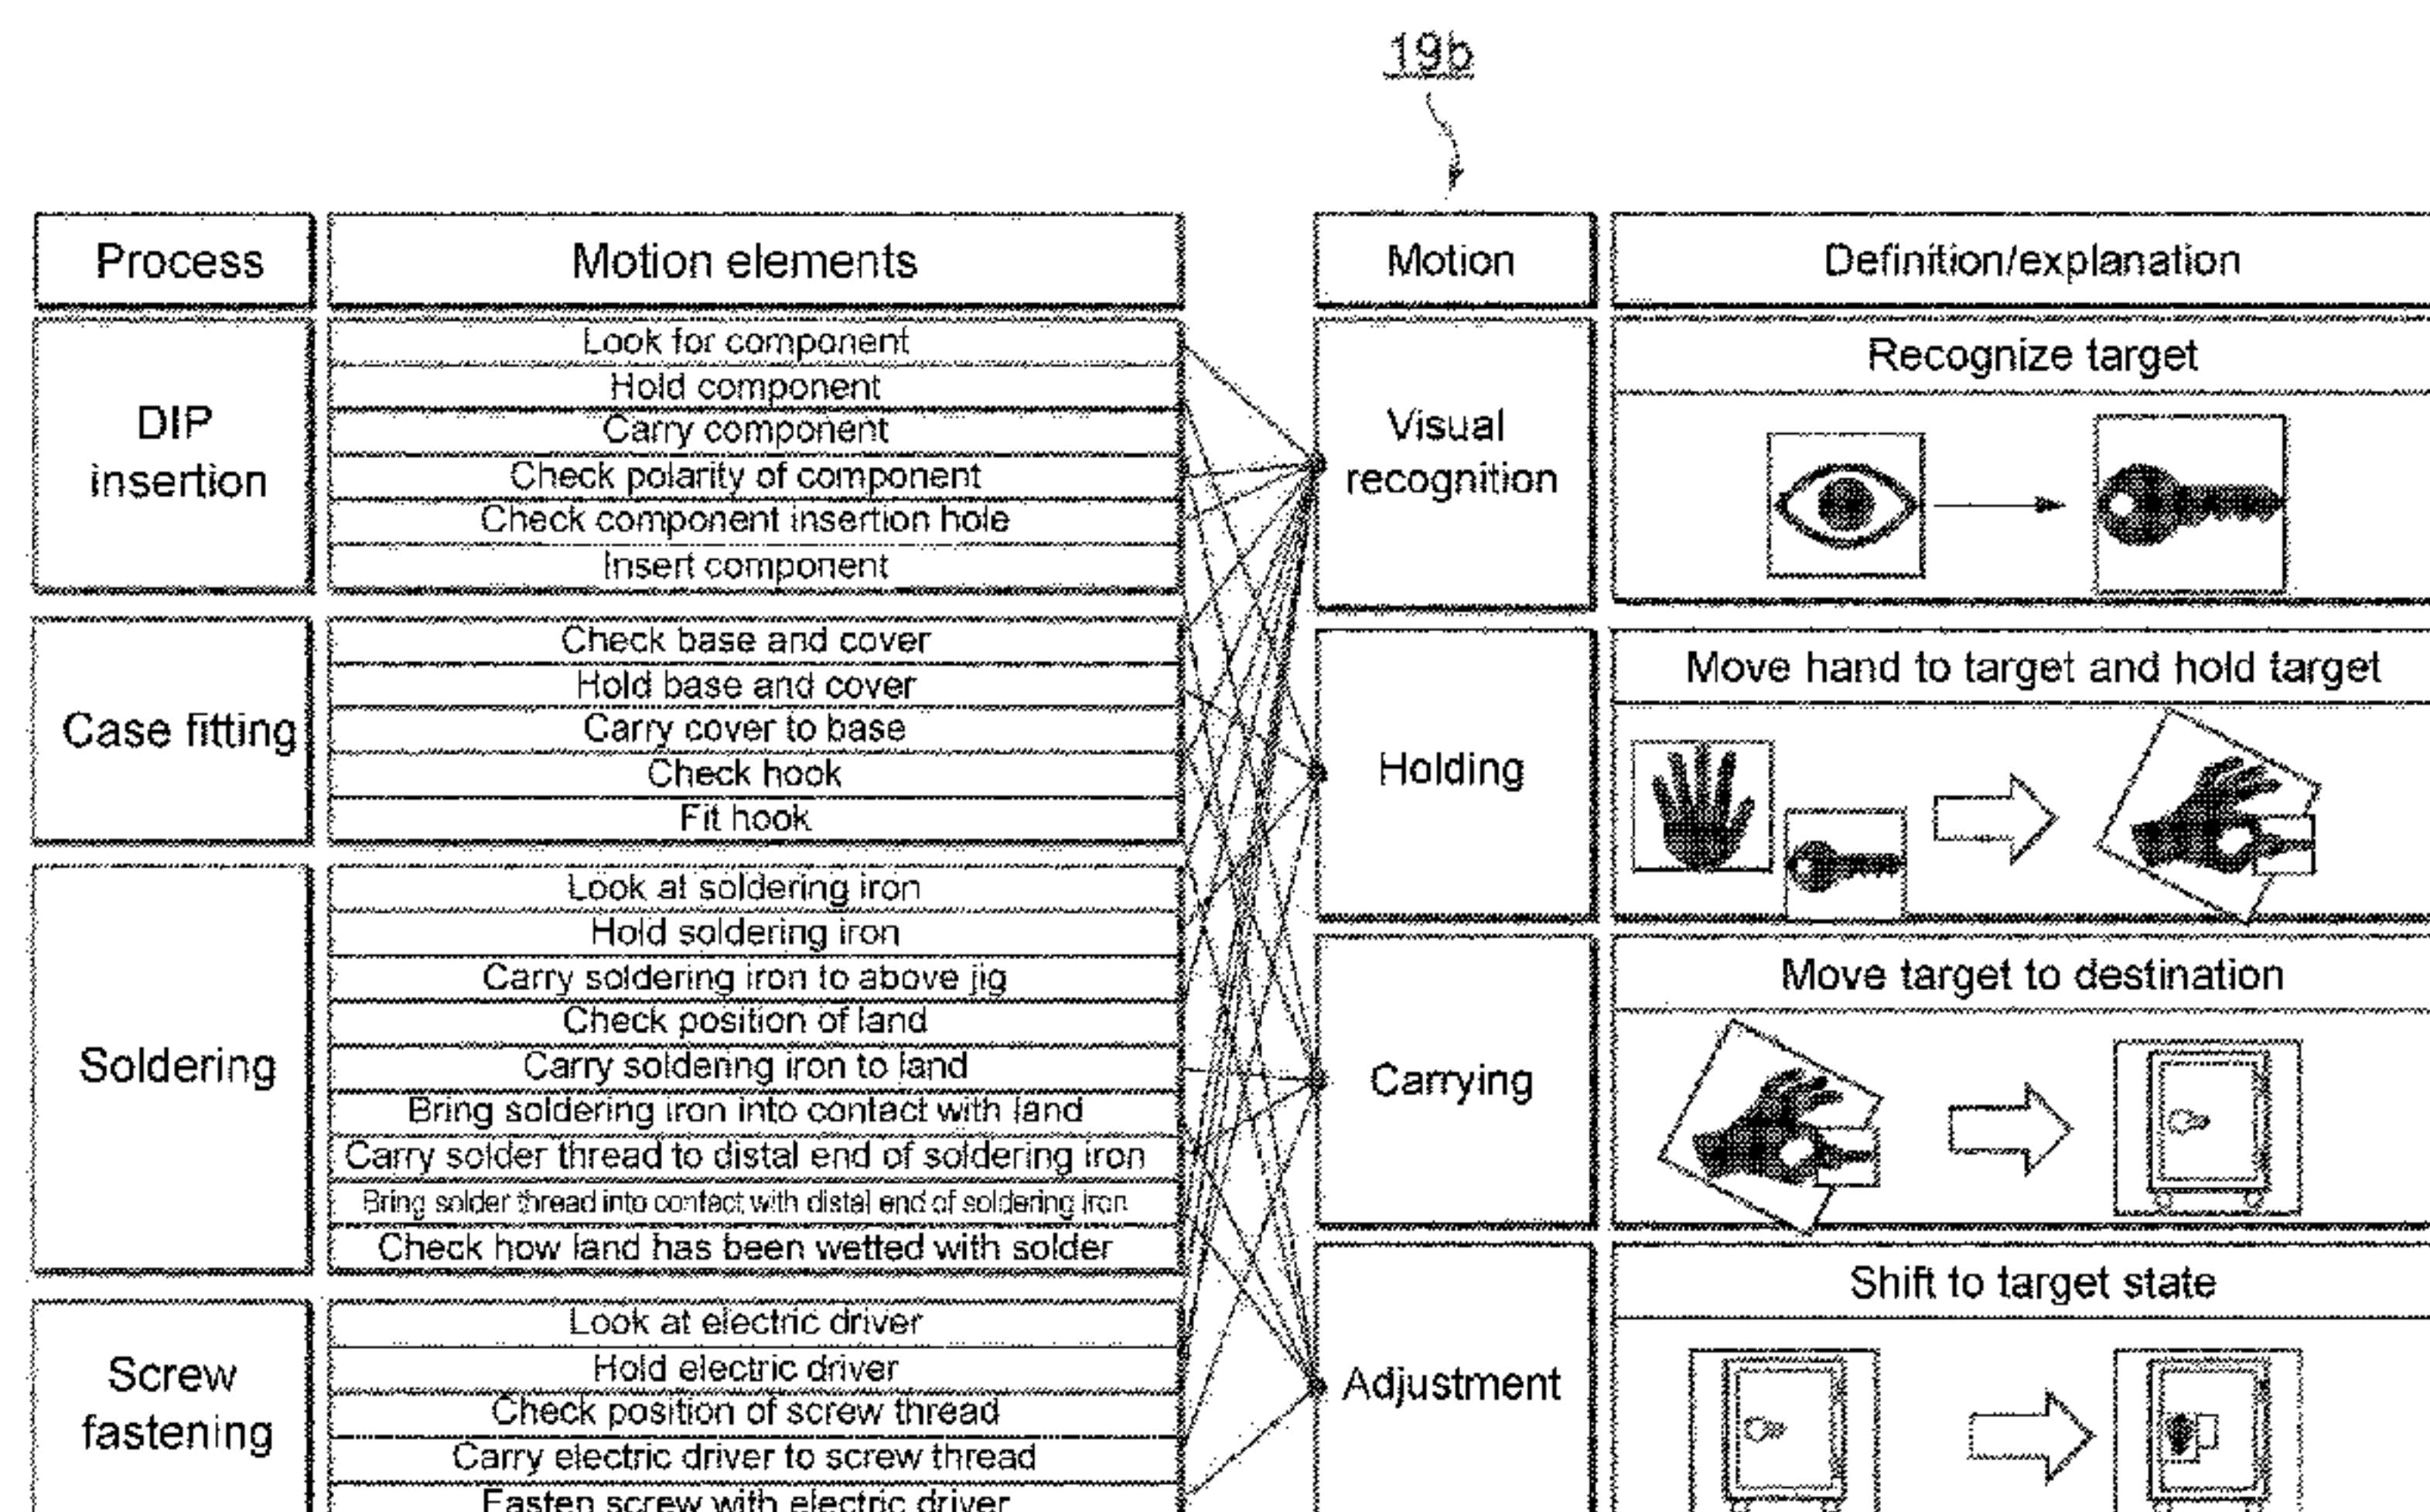 19b
Process
Motion elements
Motion
Definition/explanation
DIP
insertion
Look for component
Hold component
Carry component
Check polarity of component
Check component insertion hole
Insert component
Case fitting
Check base and cover
Hold base and cover
Carry cover to base
Check hook
Fit hook
Soldering
Look at soldering iron
Hold soldering iron
Carry soldering iron to above jig
Check position of land
Carry soldering iron to land
Bring soldering iron into contact with land
Carry solder thread to distal end of soldering iron
Bring solder thread into contact with distal end of soldering iron
Check how land has been wetted with solder
Screw
fastening
Look at electric driver
Hold electric driver
Check position of screw thread
Carry electric driver to screw thread
Fasten screw with electric driver
Visual
recognition
Recognize target
Holding
Move hand to target and hold target
Carrying
Move target to destination
Adjustment
Shift to target state